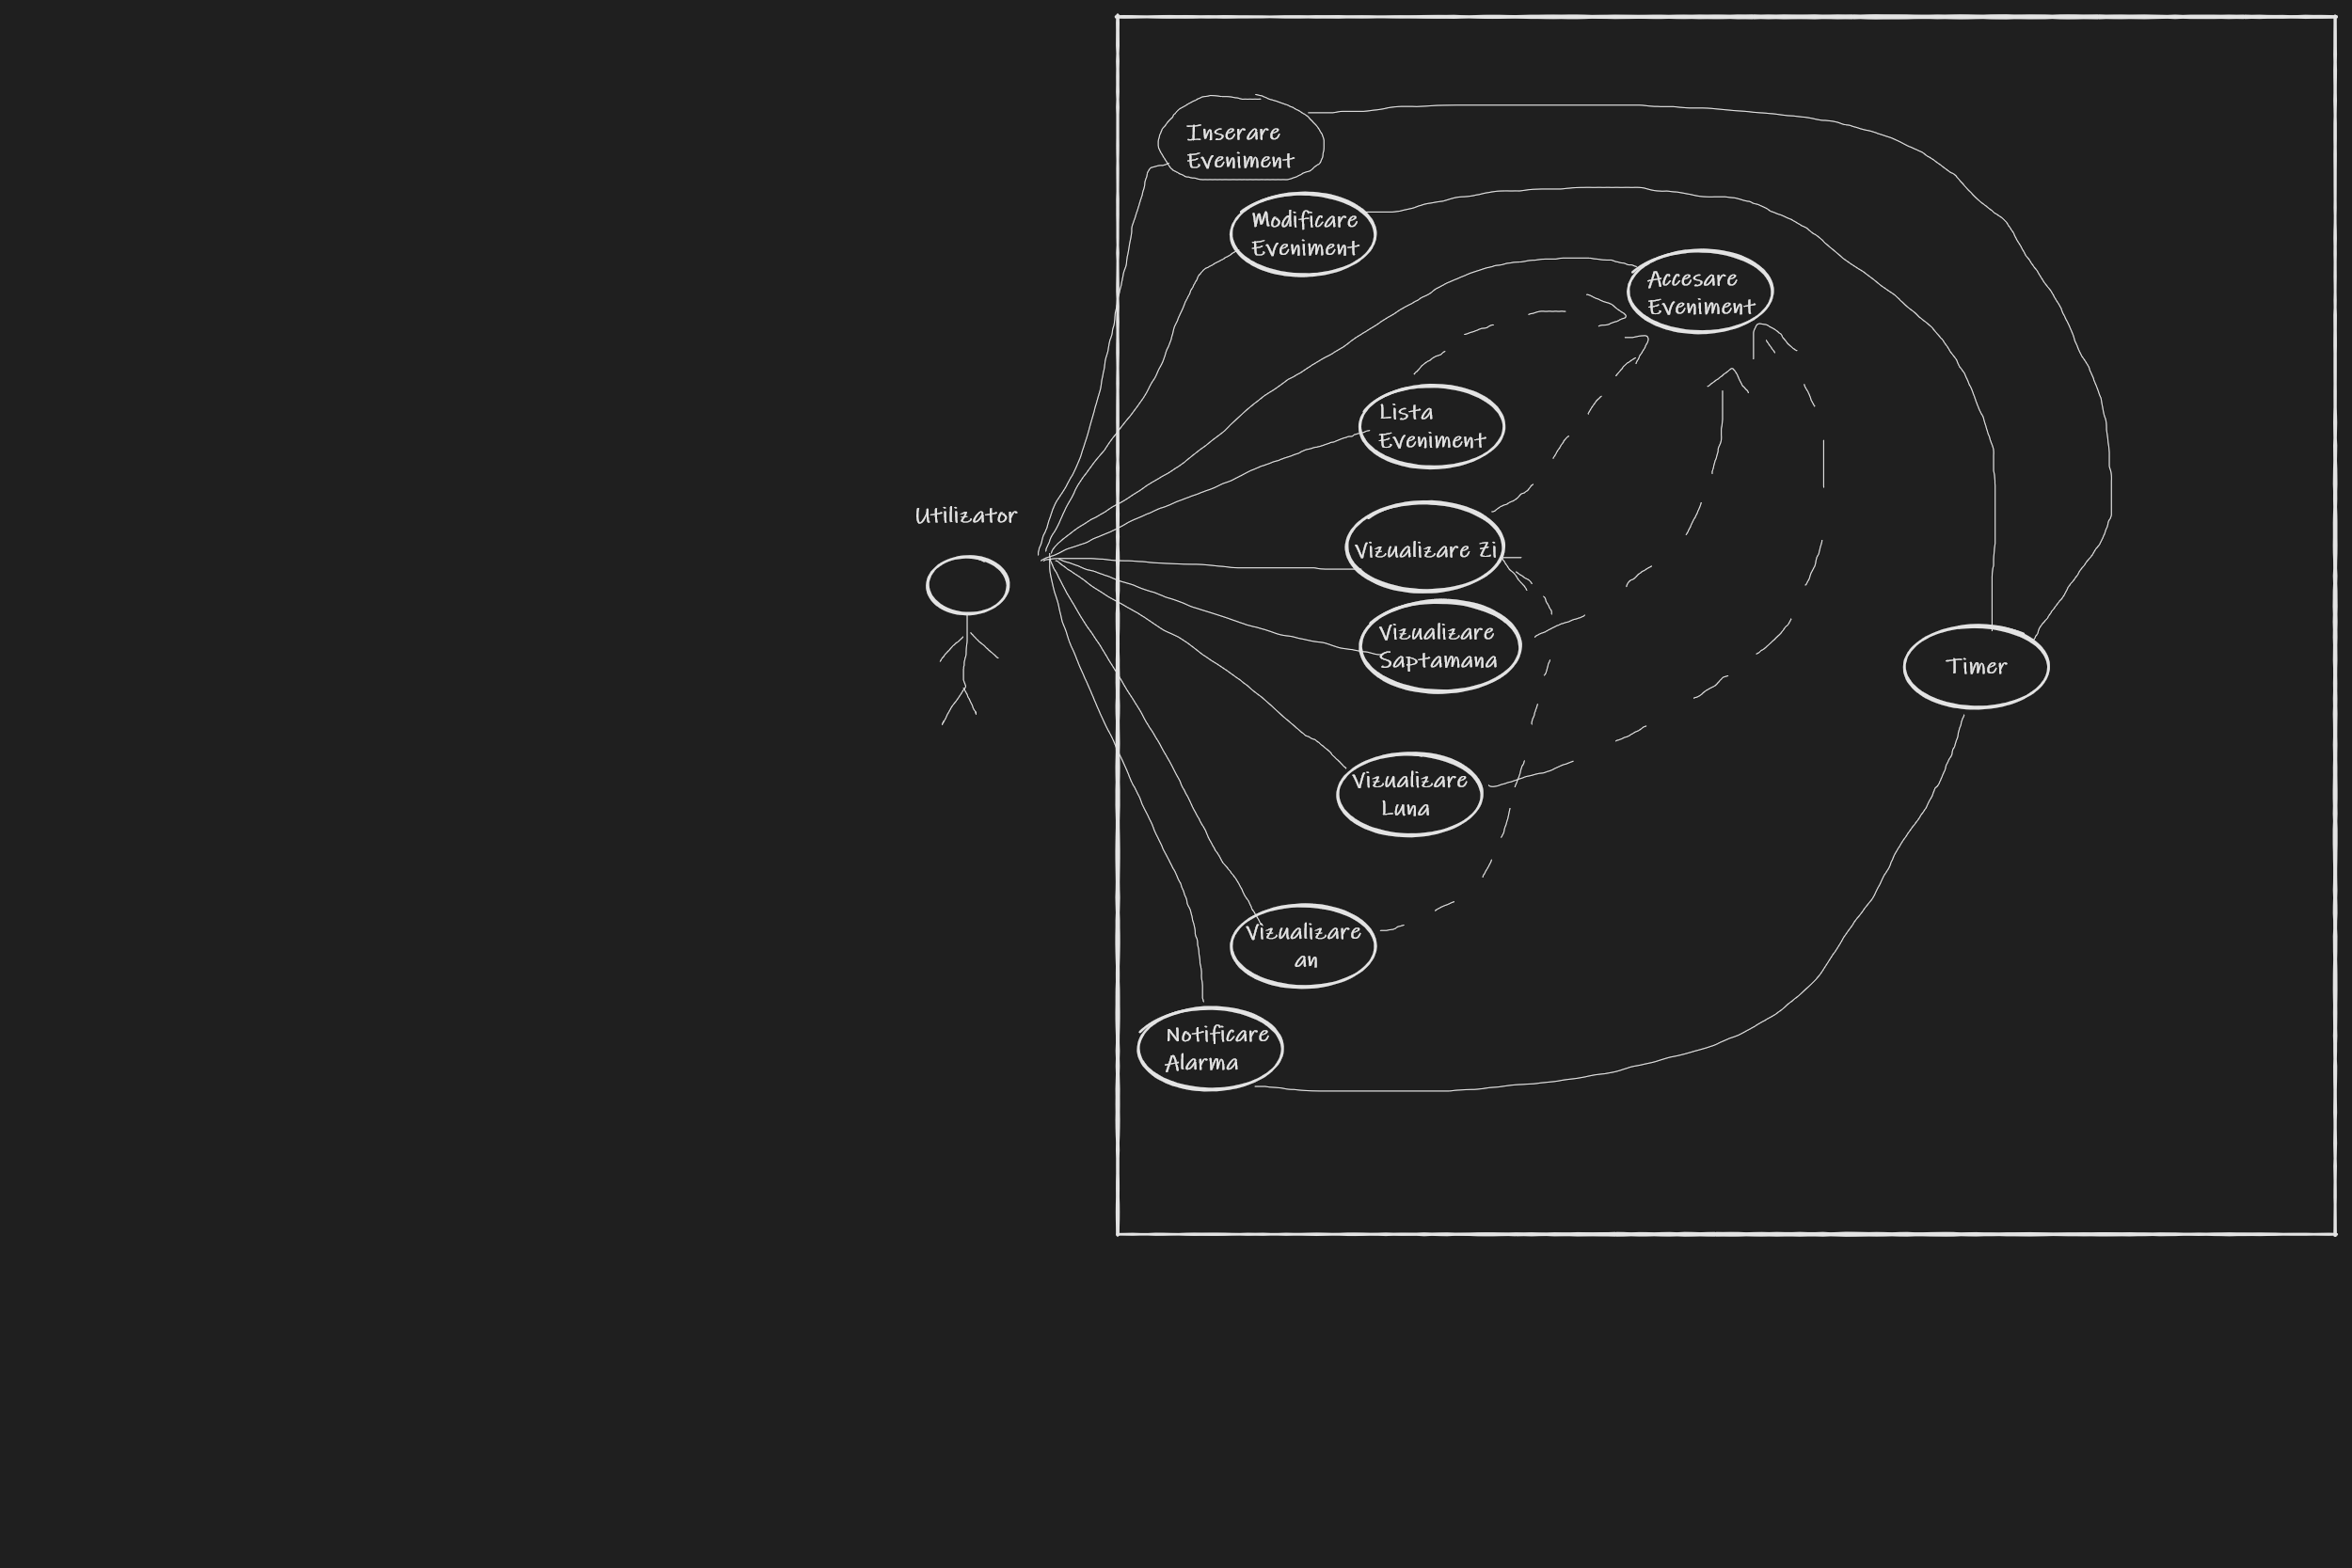 Inserare
Eveniment
Modificare
Eveniment
Accesare
Eveniment
Lista
Eveniment
Utilizator
Vizualizare Zi
Vizualizare
Saptamana
Timer
Vizualizare
Luna
Vizualizare
an
Notificare
Alarma